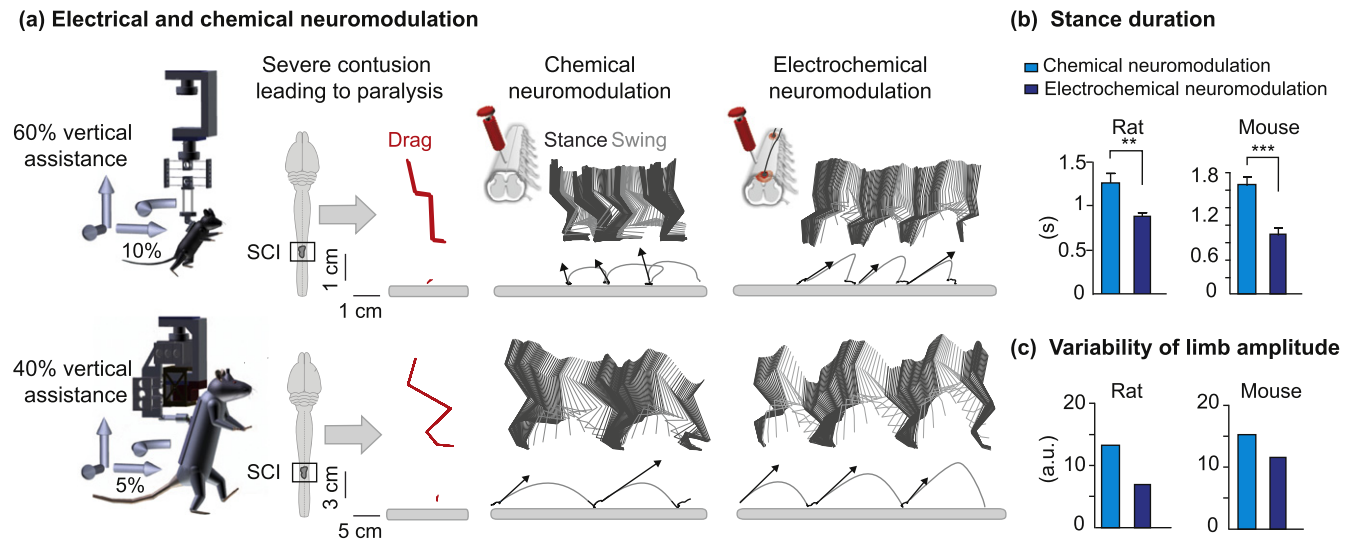 (a) Electrical and chemical neuromodulation
Severe contusion
leading to paralysis
Chemical
neuromodulation
Electrochemical
neuromodulation
60% vertical
assistance
10%
SCI
1 cm
1 cm
Drag
Stance Swing
40% vertical
assistance
5%
SCI
3 cm
5 cm
(b) Stance duration
Chemical neuromodulation
Electrochemical neuromodulation
Rat
**
1.5
1
0.5
0
(s)
Mouse
***
1.8
1.2
0.6
0
(c) Variability of limb amplitude
Rat
20
10
0
(a.u.)
Mouse
20
10
0